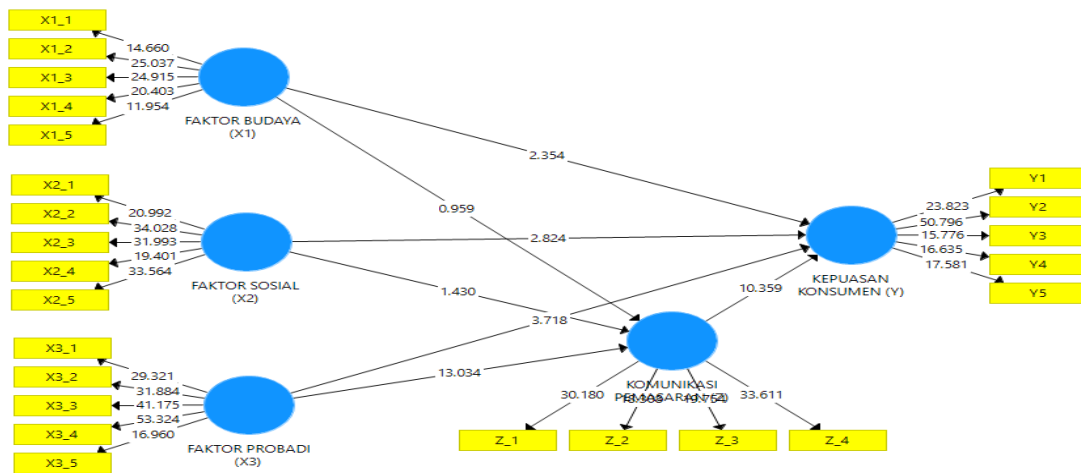 X1_1
X1_2
X1_3
X1_4
X1_5
14.660
25.037
24.915
20.403
11.954
FAKTOR BUDAYA
(X1)
X2_1
X2_2
X2_3
X2_4
X2_5
20.992
34.028
31.993
19.401
33.564
FAKTOR SOSIAL
(X2)
X3_1
X3_2
X3_3
X3_4
X3_5
29.321
31.884
41.175
53.324
16.960
FAKTOR PROBADI
(X3)
2.354
0.959
2.824
1.430
3.718
13.034
10.359
KEPUASAN
KONSUMEN (Y)
23.823
50.796
15.776
16.635
17.581
Y1
Y2
Y3
Y4
Y5
KOMUNIKASI
PEMASARAN (Z)
30.180
33.611
Z_1
Z_2
Z_3
Z_4